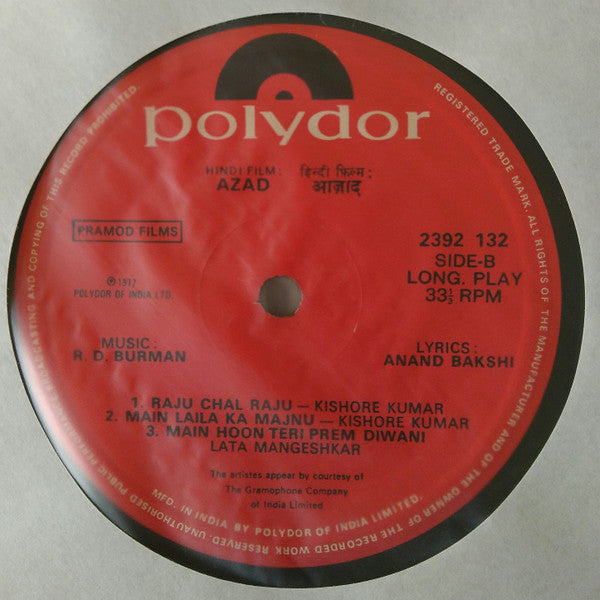 polydor
HINDI FILM : हिन्दी फ़िल्म :
AZAD आज़ाद
PRAMOD FILMS
2392 132
SIDE-B
LONG. PLAY
33⅓ RPM
℗ 1977
POLYDOR OF INDIA LTD.
MUSIC :
R. D. BURMAN
LYRICS :
ANAND BAKSHI
1. RAJU CHAL RAJU — KISHORE KUMAR
2. MAIN LAILA KA MAJNU — KISHORE KUMAR
3. MAIN HOON TERI PREM DIWANI
LATA MANGESHKAR
The artistes appear by courtesy of
The Gramophone Company
of India Limited
MFD. IN INDIA BY POLYDOR OF INDIA LIMITED.
REGISTERED TRADE MARK. ALL RIGHTS OF THE MANUFACTURER AND OF THE OWNER OF THE RECORDED WORK RESERVED. UNAUTHORISED PUBLIC PERFORMANCE BROADCASTING AND COPYING OF THIS RECORD PROHIBITED.